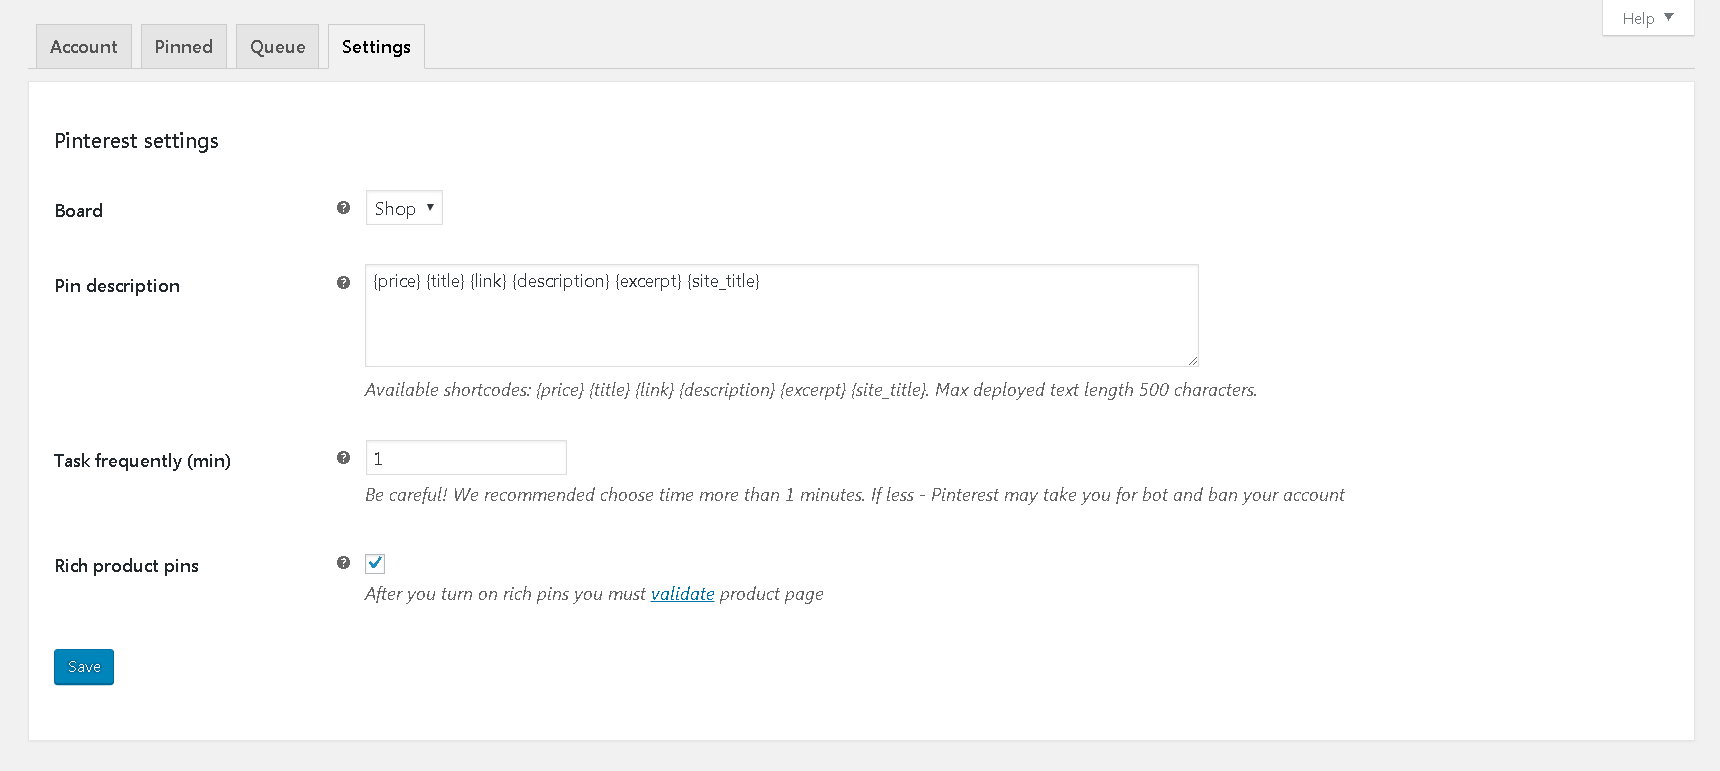 Help
Account Pinned Queue Settings
Pinterest settings
Board Shop
Pin description {price} {title} {link} {description} {excerpt} {site_title}
Available shortcodes: {price} {title} {link} {description} {excerpt} {site_title}. Max deployed text length 500 characters.
Task frequently (min) 1
Be careful! We recommended choose time more than 1 minutes. If less - Pinterest may take you for bot and ban your account
Rich product pins
After you turn on rich pins you must validate product page
Save